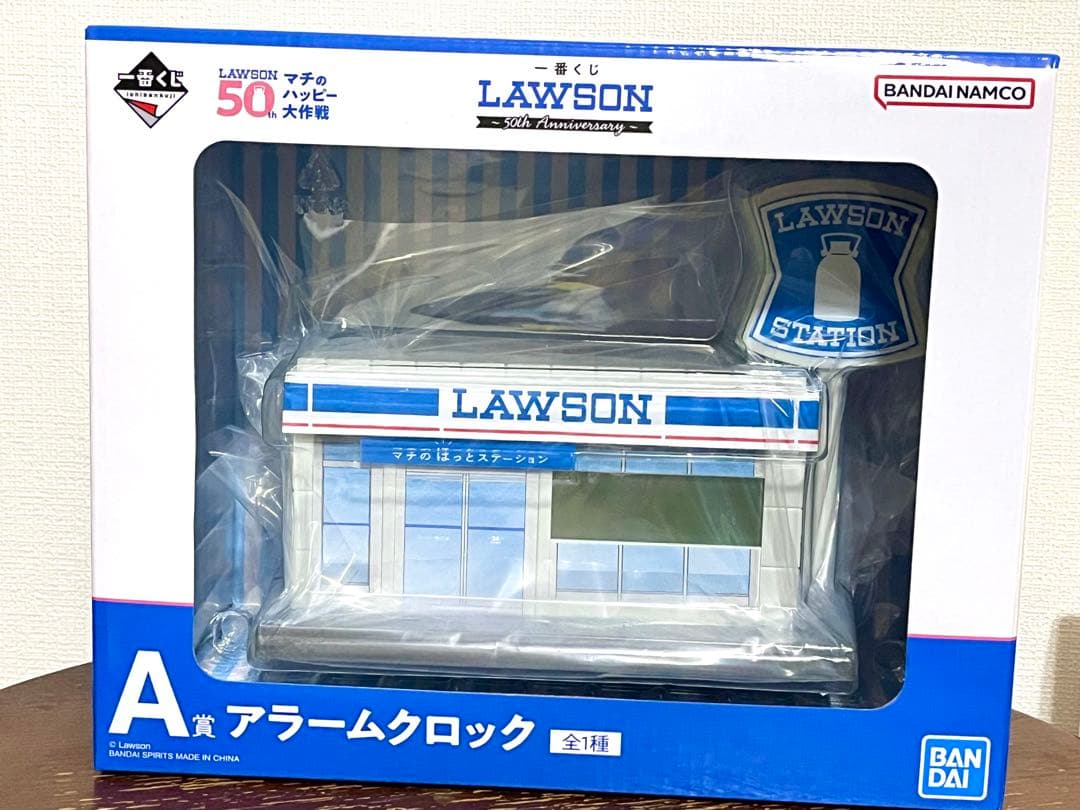 一番くじ
ichibankuji
LAWSON
50th
マチの
ハッピー
大作戦
一番くじ
LAWSON
~ 50th Anniversary ~
BANDAI NAMCO
LAWSON
STATION
LAWSON
マチの ほっとステーション
A賞 アラームクロック 全1種
© Lawson
BANDAI SPIRITS MADE IN CHINA
BAN
DAI